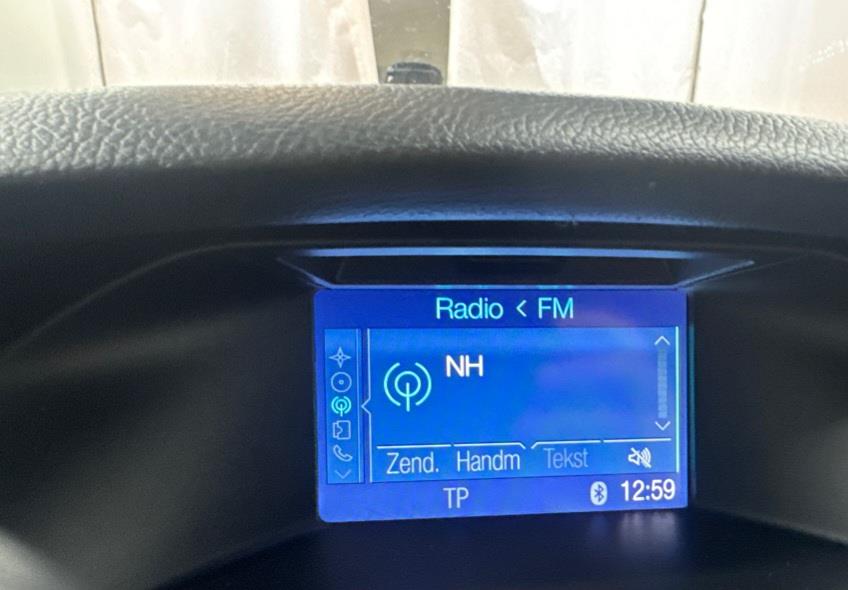 Radio < FM
NH
Zend. Handm Tekst
TP 12:59